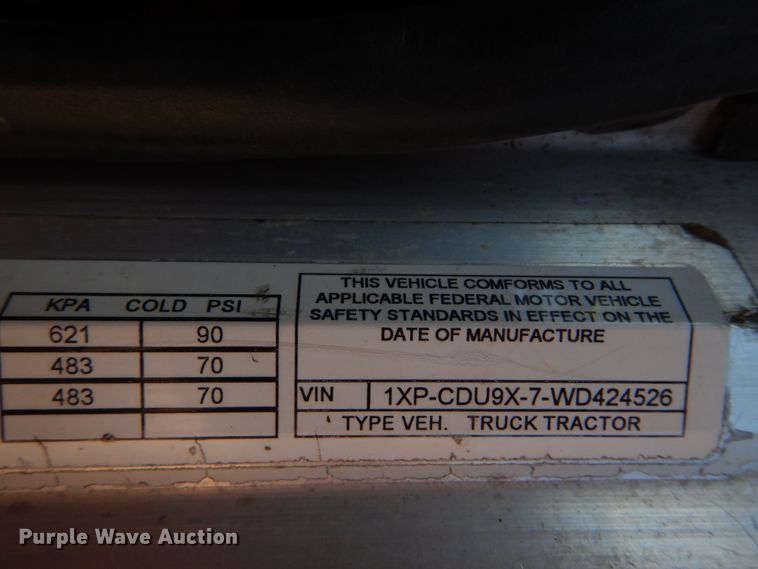 KPA COLD PSI
621 90
483 70
483 70
THIS VEHICLE COMFORMS TO ALL
APPLICABLE FEDERAL MOTOR VEHICLE
SAFETY STANDARDS IN EFFECT ON THE
DATE OF MANUFACTURE
VIN 1XP-CDU9X-7-WD424526
TYPE VEH. TRUCK TRACTOR
Purple Wave Auction